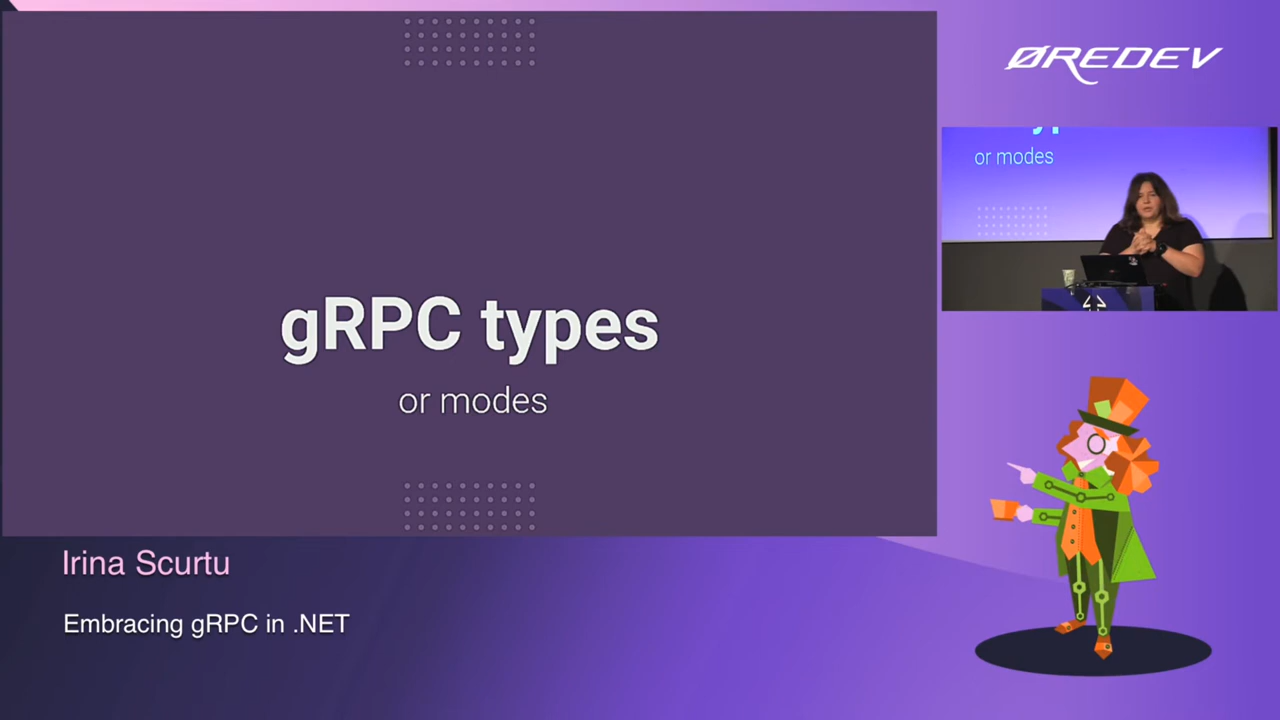 gRPC types
or modes
ØREDEV
or modes
Irina Scurtu
Embracing gRPC in .NET